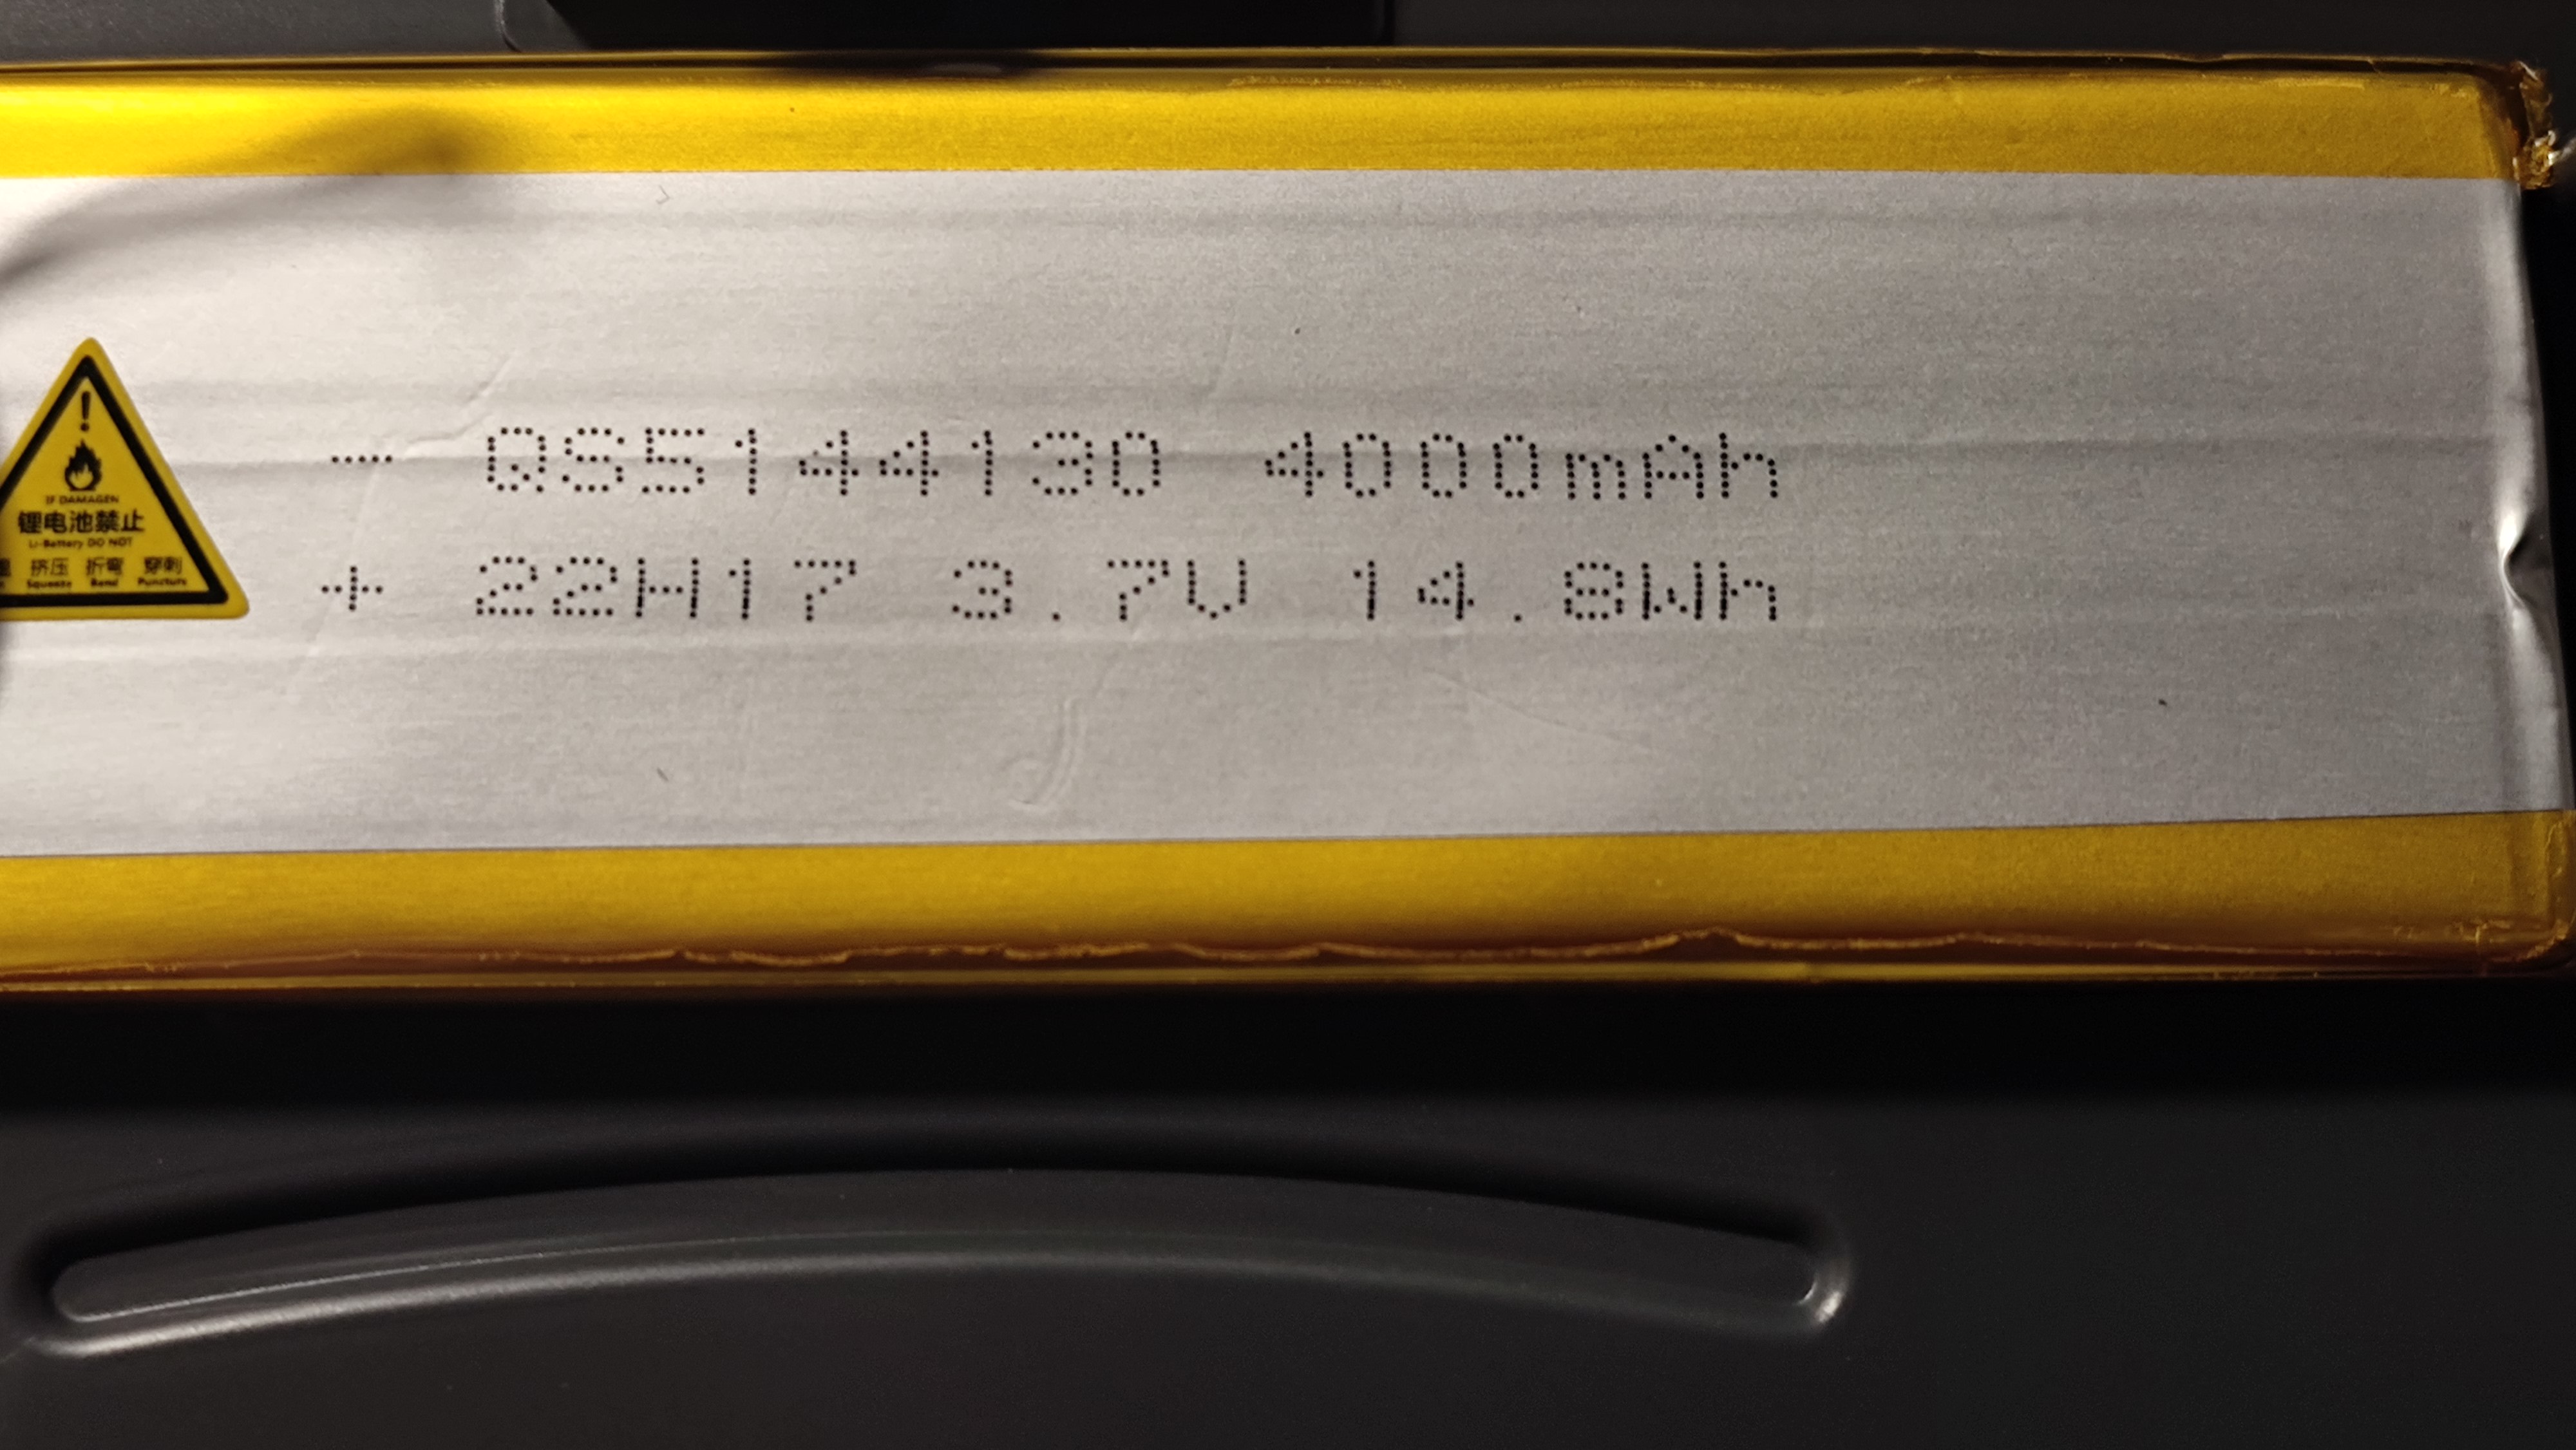 !
IF DAMAGEN
锂电池禁止
Li-Battery DO NOT
挤压 折弯 穿刺
Squeeze Bend Puncture
- QS5144130 4000mAh
+ 22H17 3.7V 14.8Wh